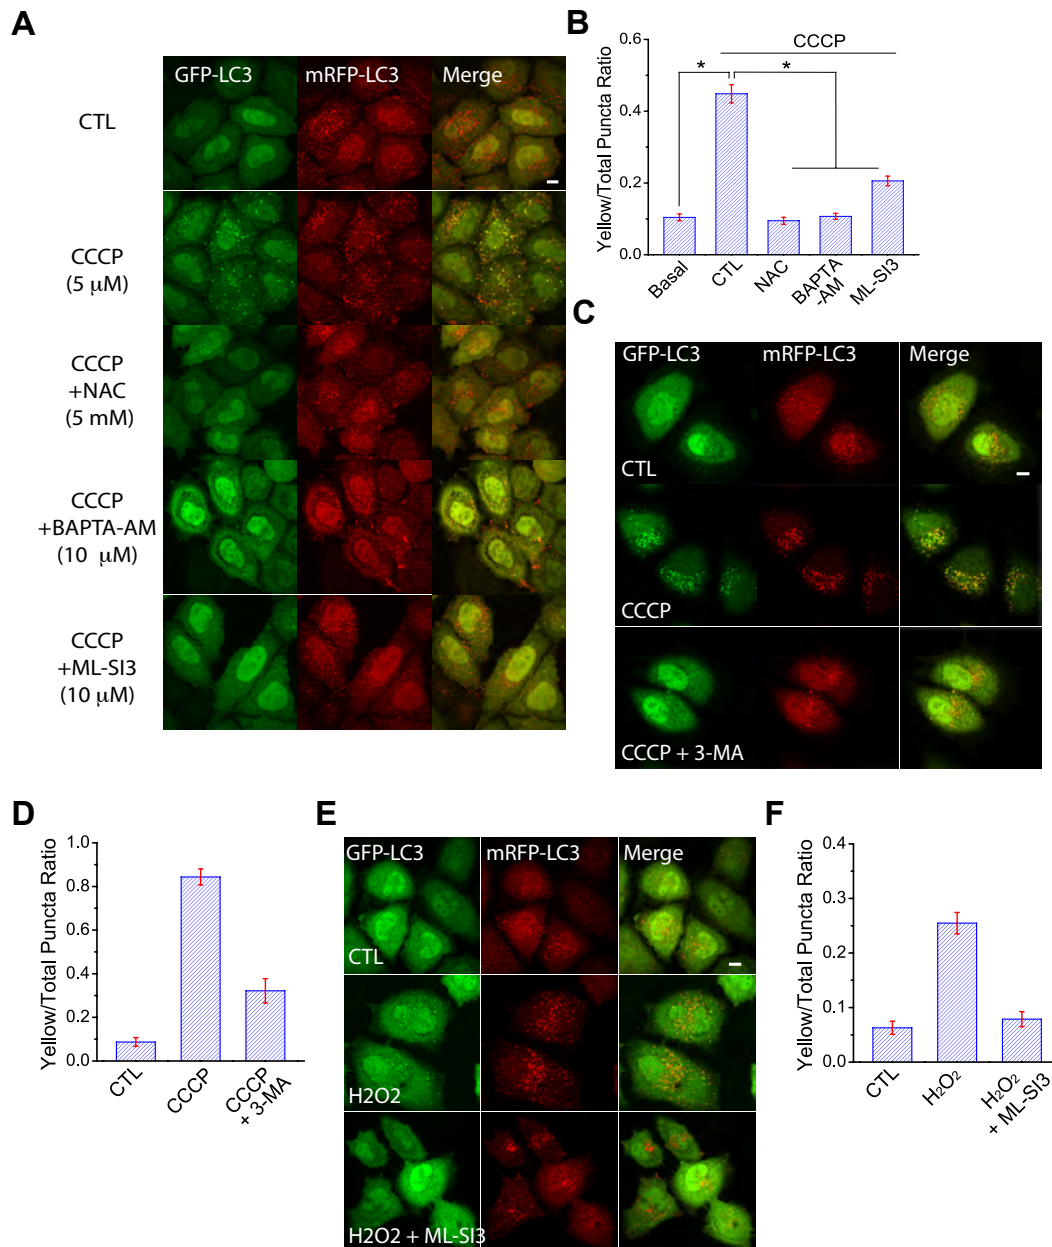 A
GFP-LC3
mRFP-LC3
Merge
CTL
CCCP
(5 μM)
CCCP
+NAC
(5 mM)
CCCP
+BAPTA-AM
(10 μM)
CCCP
+ML-SI3
(10 μM)
B
Yellow/Total Puncta Ratio
0.6
0.4
0.2
0.0
CCCP
*
*
Basal
CTL
NAC
BAPTA
-AM
ML-SI3
C
GFP-LC3
mRFP-LC3
Merge
CTL
CCCP
CCCP + 3-MA
D
Yellow/Total Puncta Ratio
1.0
0.8
0.6
0.4
0.2
0.0
CTL
CCCP
CCCP
+ 3-MA
E
GFP-LC3
mRFP-LC3
Merge
CTL
H2O2
H2O2 + ML-SI3
F
Yellow/Total Puncta Ratio
0.4
0.3
0.2
0.1
0.0
CTL
H₂O₂
H₂O₂
+ ML-SI3